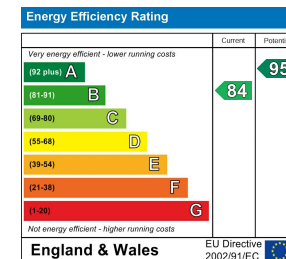 Energy Efficiency Rating
Current Potenti
Very energy efficient - lower running costs
(92 plus) A
95
(81-91) B
84
(69-80) C
(55-68) D
(39-54) E
(21-38) F
(1-20) G
Not energy efficient - higher running costs
England & Wales
EU Directive
2002/91/EC